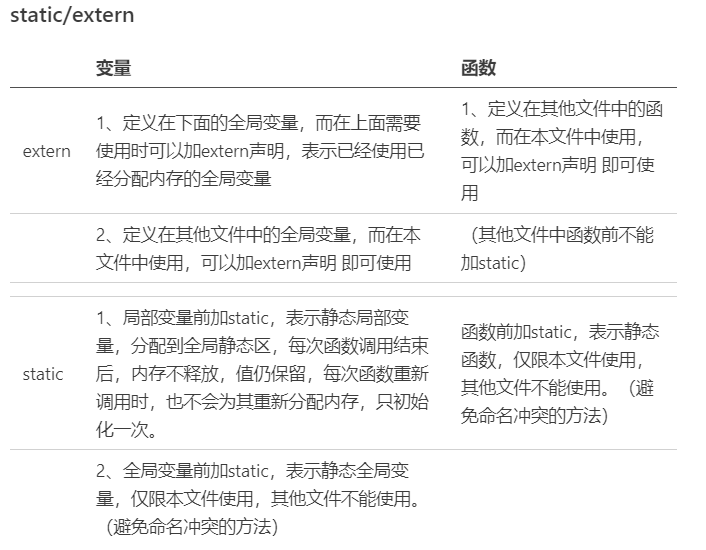 static/extern
变量
函数
extern
1、定义在下面的全局变量，而在上面需要
使用时可以加extern声明，表示已经使用已
经分配内存的全局变量
1、定义在其他文件中的函
数，而在本文件中使用，
可以加extern声明 即可使
用
2、定义在其他文件中的全局变量，而在本
文件中使用，可以加extern声明 即可使用
（其他文件中函数前不能
加static）
static
1、局部变量前加static，表示静态局部变
量，分配到全局静态区，每次函数调用结束
后，内存不释放，值仍保留，每次函数重新
调用时，也不会为其重新分配内存，只初始
化一次。
函数前加static，表示静态
函数，仅限本文件使用，
其他文件不能使用。（避
免命名冲突的方法）
2、全局变量前加static，表示静态全局变
量，仅限本文件使用，其他文件不能使用。
（避免命名冲突的方法）